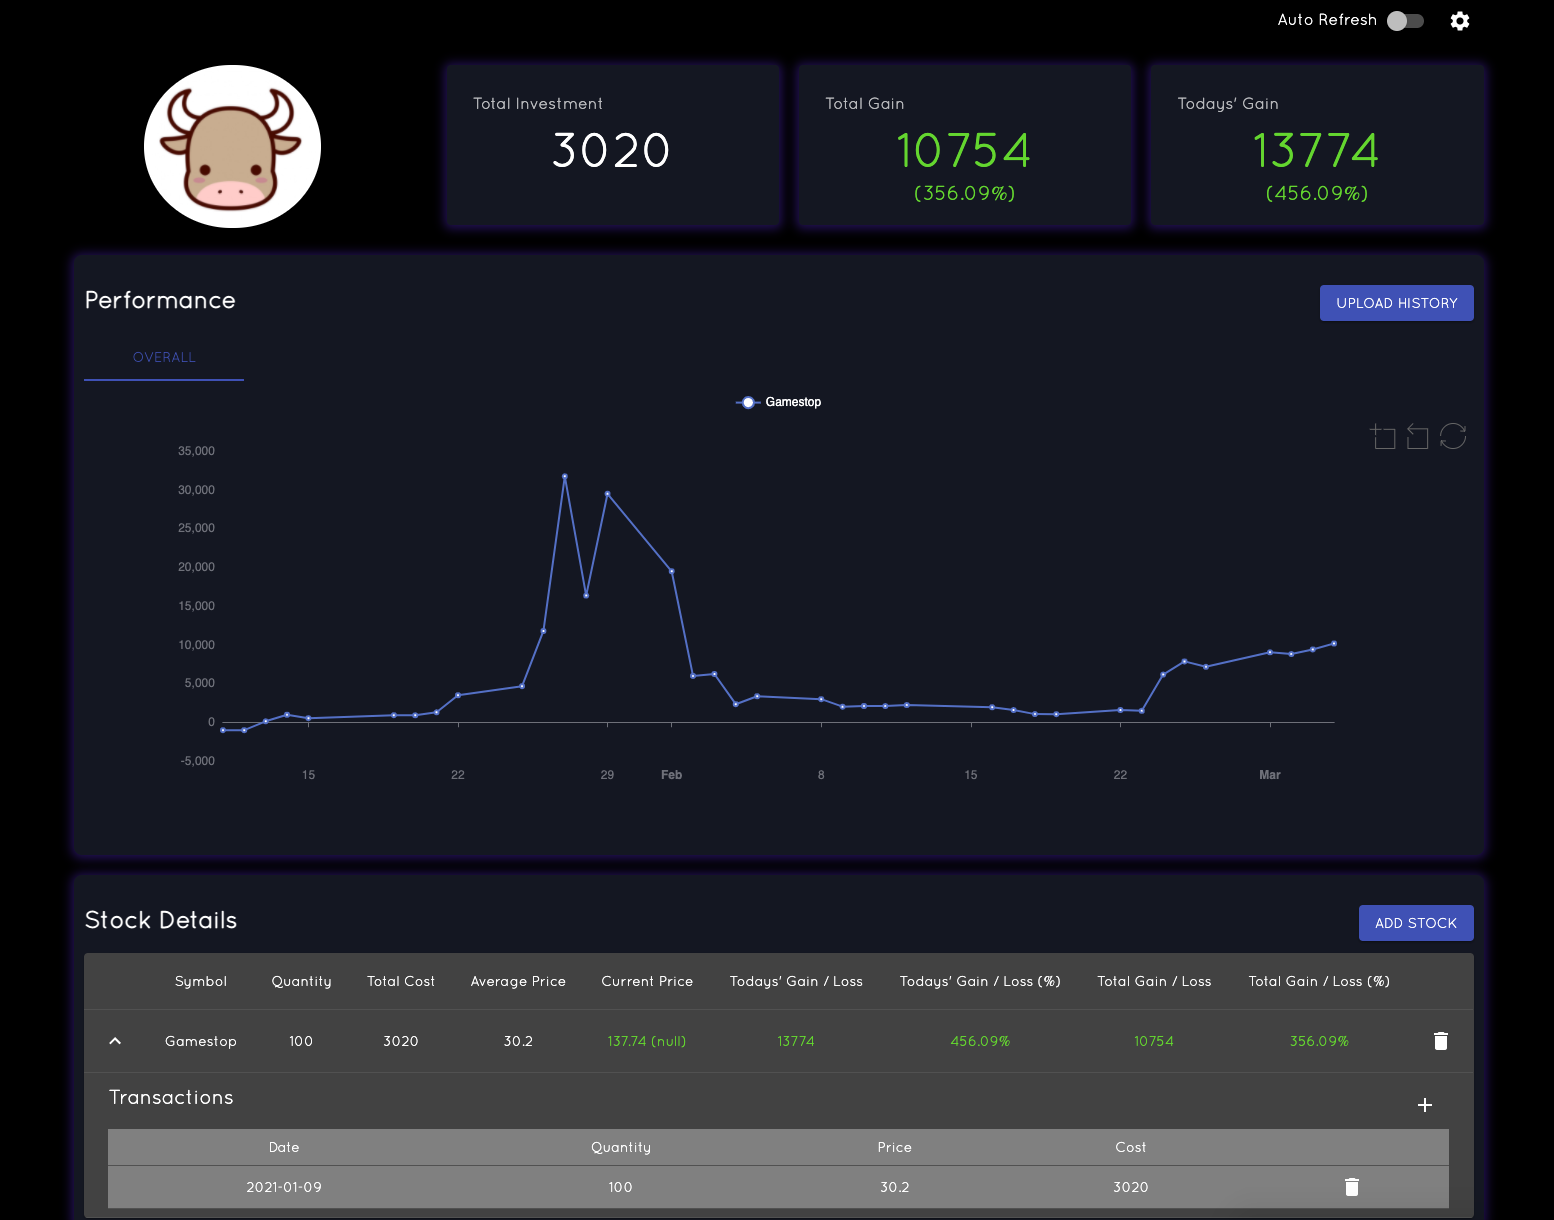 Auto Refresh
Total Investment
3020
Total Gain
10754
(356.09%)
Todays' Gain
13774
(456.09%)
Performance
UPLOAD HISTORY
OVERALL
Gamestop
35,000
30,000
25,000
20,000
15,000
10,000
5,000
0
-5,000
15 22 29 Feb 8 15 22 Mar
Stock Details
ADD STOCK
Symbol Quantity Total Cost Average Price Current Price Todays' Gain / Loss Todays' Gain / Loss (%) Total Gain / Loss Total Gain / Loss (%)
Gamestop 100 3020 30.2 137.74 (null) 13774 456.09% 10754 356.09%
Transactions
Date Quantity Price Cost
2021-01-09 100 30.2 3020